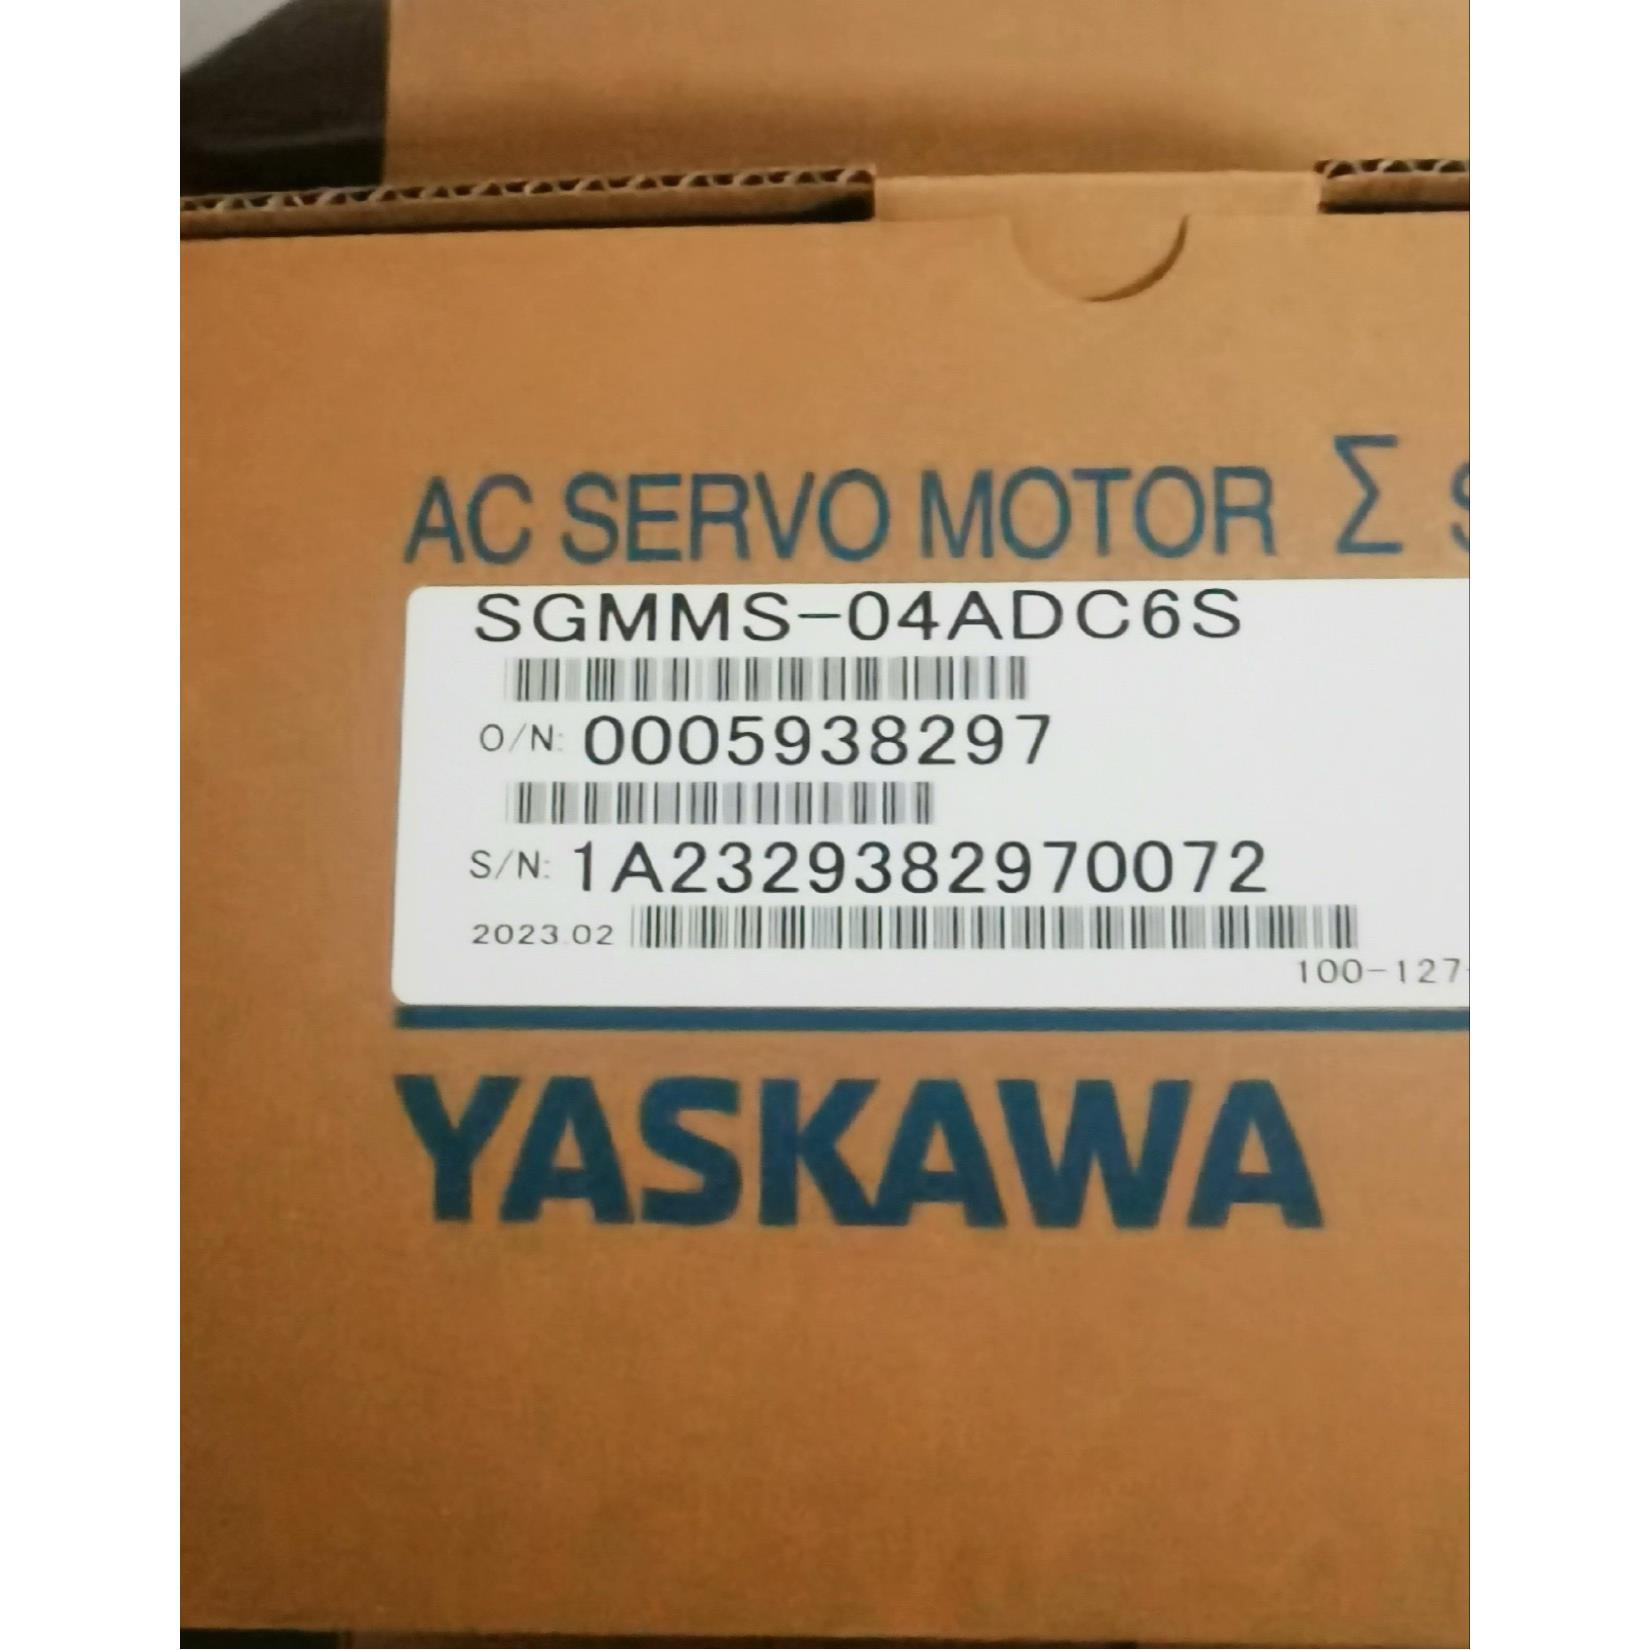 AC SERVO MOTOR Σ S
SGMMS-04ADC6S
O/N: 0005938297
S/N: 1A2329382970072
2023.02
100-127-
YASKAWA